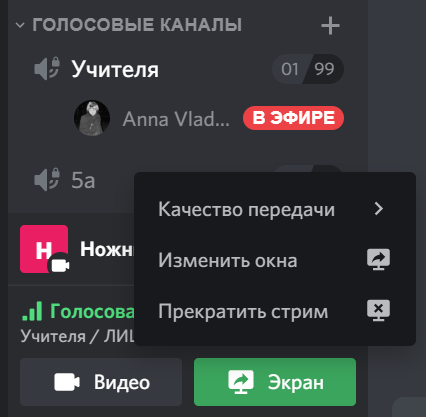 ГОЛОСОВЫЕ КАНАЛЫ
Учителя 01 99
Anna Vlad... В ЭФИРЕ
5а
Качество передачи
Н Ножни
Изменить окна
Голосова
Прекратить стрим
Учителя / ЛИЦ
Видео Экран